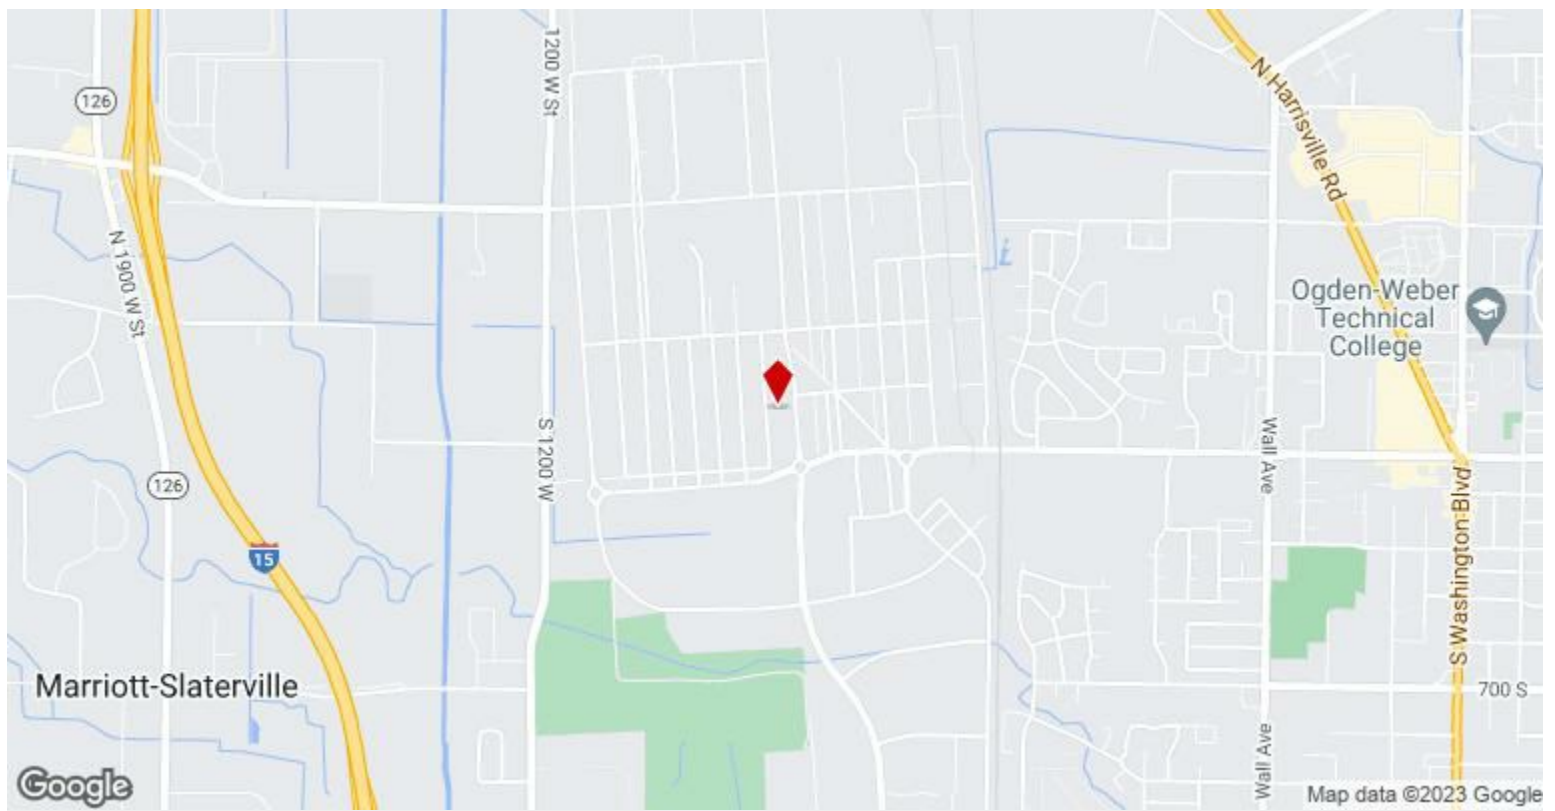 1200 W St
126
N Harrisville Rd
N 1900 W St
Ogden-Weber
Technical
College
S 1200 W
Wall Ave
126
S Washington Blvd
15
Marriott-Slaterville
700 S
Wall Ave
Google
Map data ©2023 Google